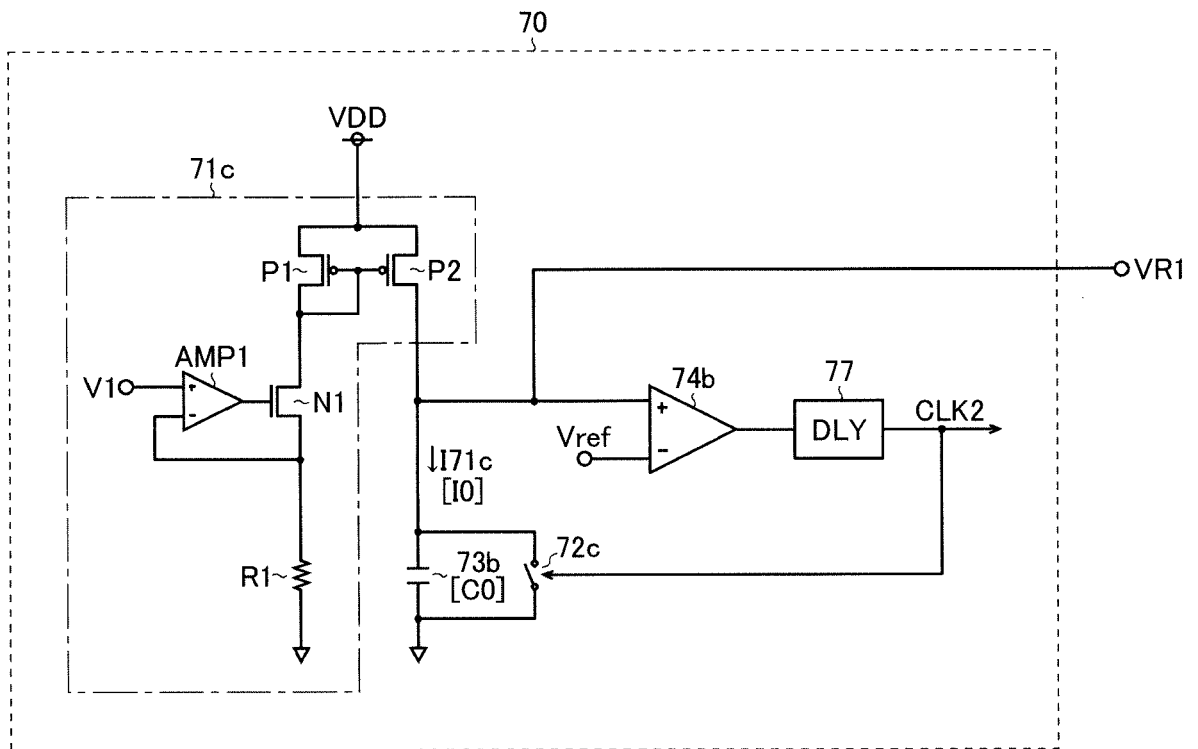 70
VDD
71c
P1
P2
VR1
AMP1
V1
+
-
N1
74b
77
+
-
Vref
DLY
CLK2
↓I71c
[I0]
R1
73b
[C0]
72c